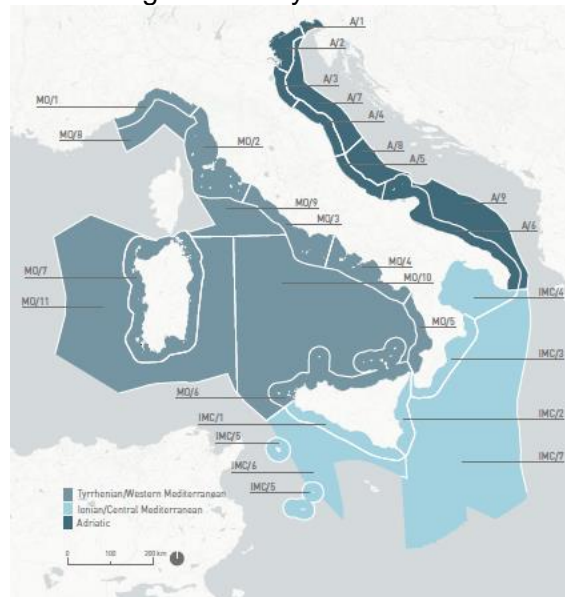 A/1
A/2
A/3
A/7
A/4
A/8
A/5
A/9
A/6
MO/1
MO/8
MO/2
MO/9
MO/3
MO/4
MO/10
MO/7
MO/11
MO/5
MO/6
IMC/4
IMC/3
IMC/2
IMC/1
IMC/5
IMC/6
IMC/7
IMC/5
Tyrrhenian/Western Mediterranean
Ionian/Central Mediterranean
Adriatic
0 100 200 km